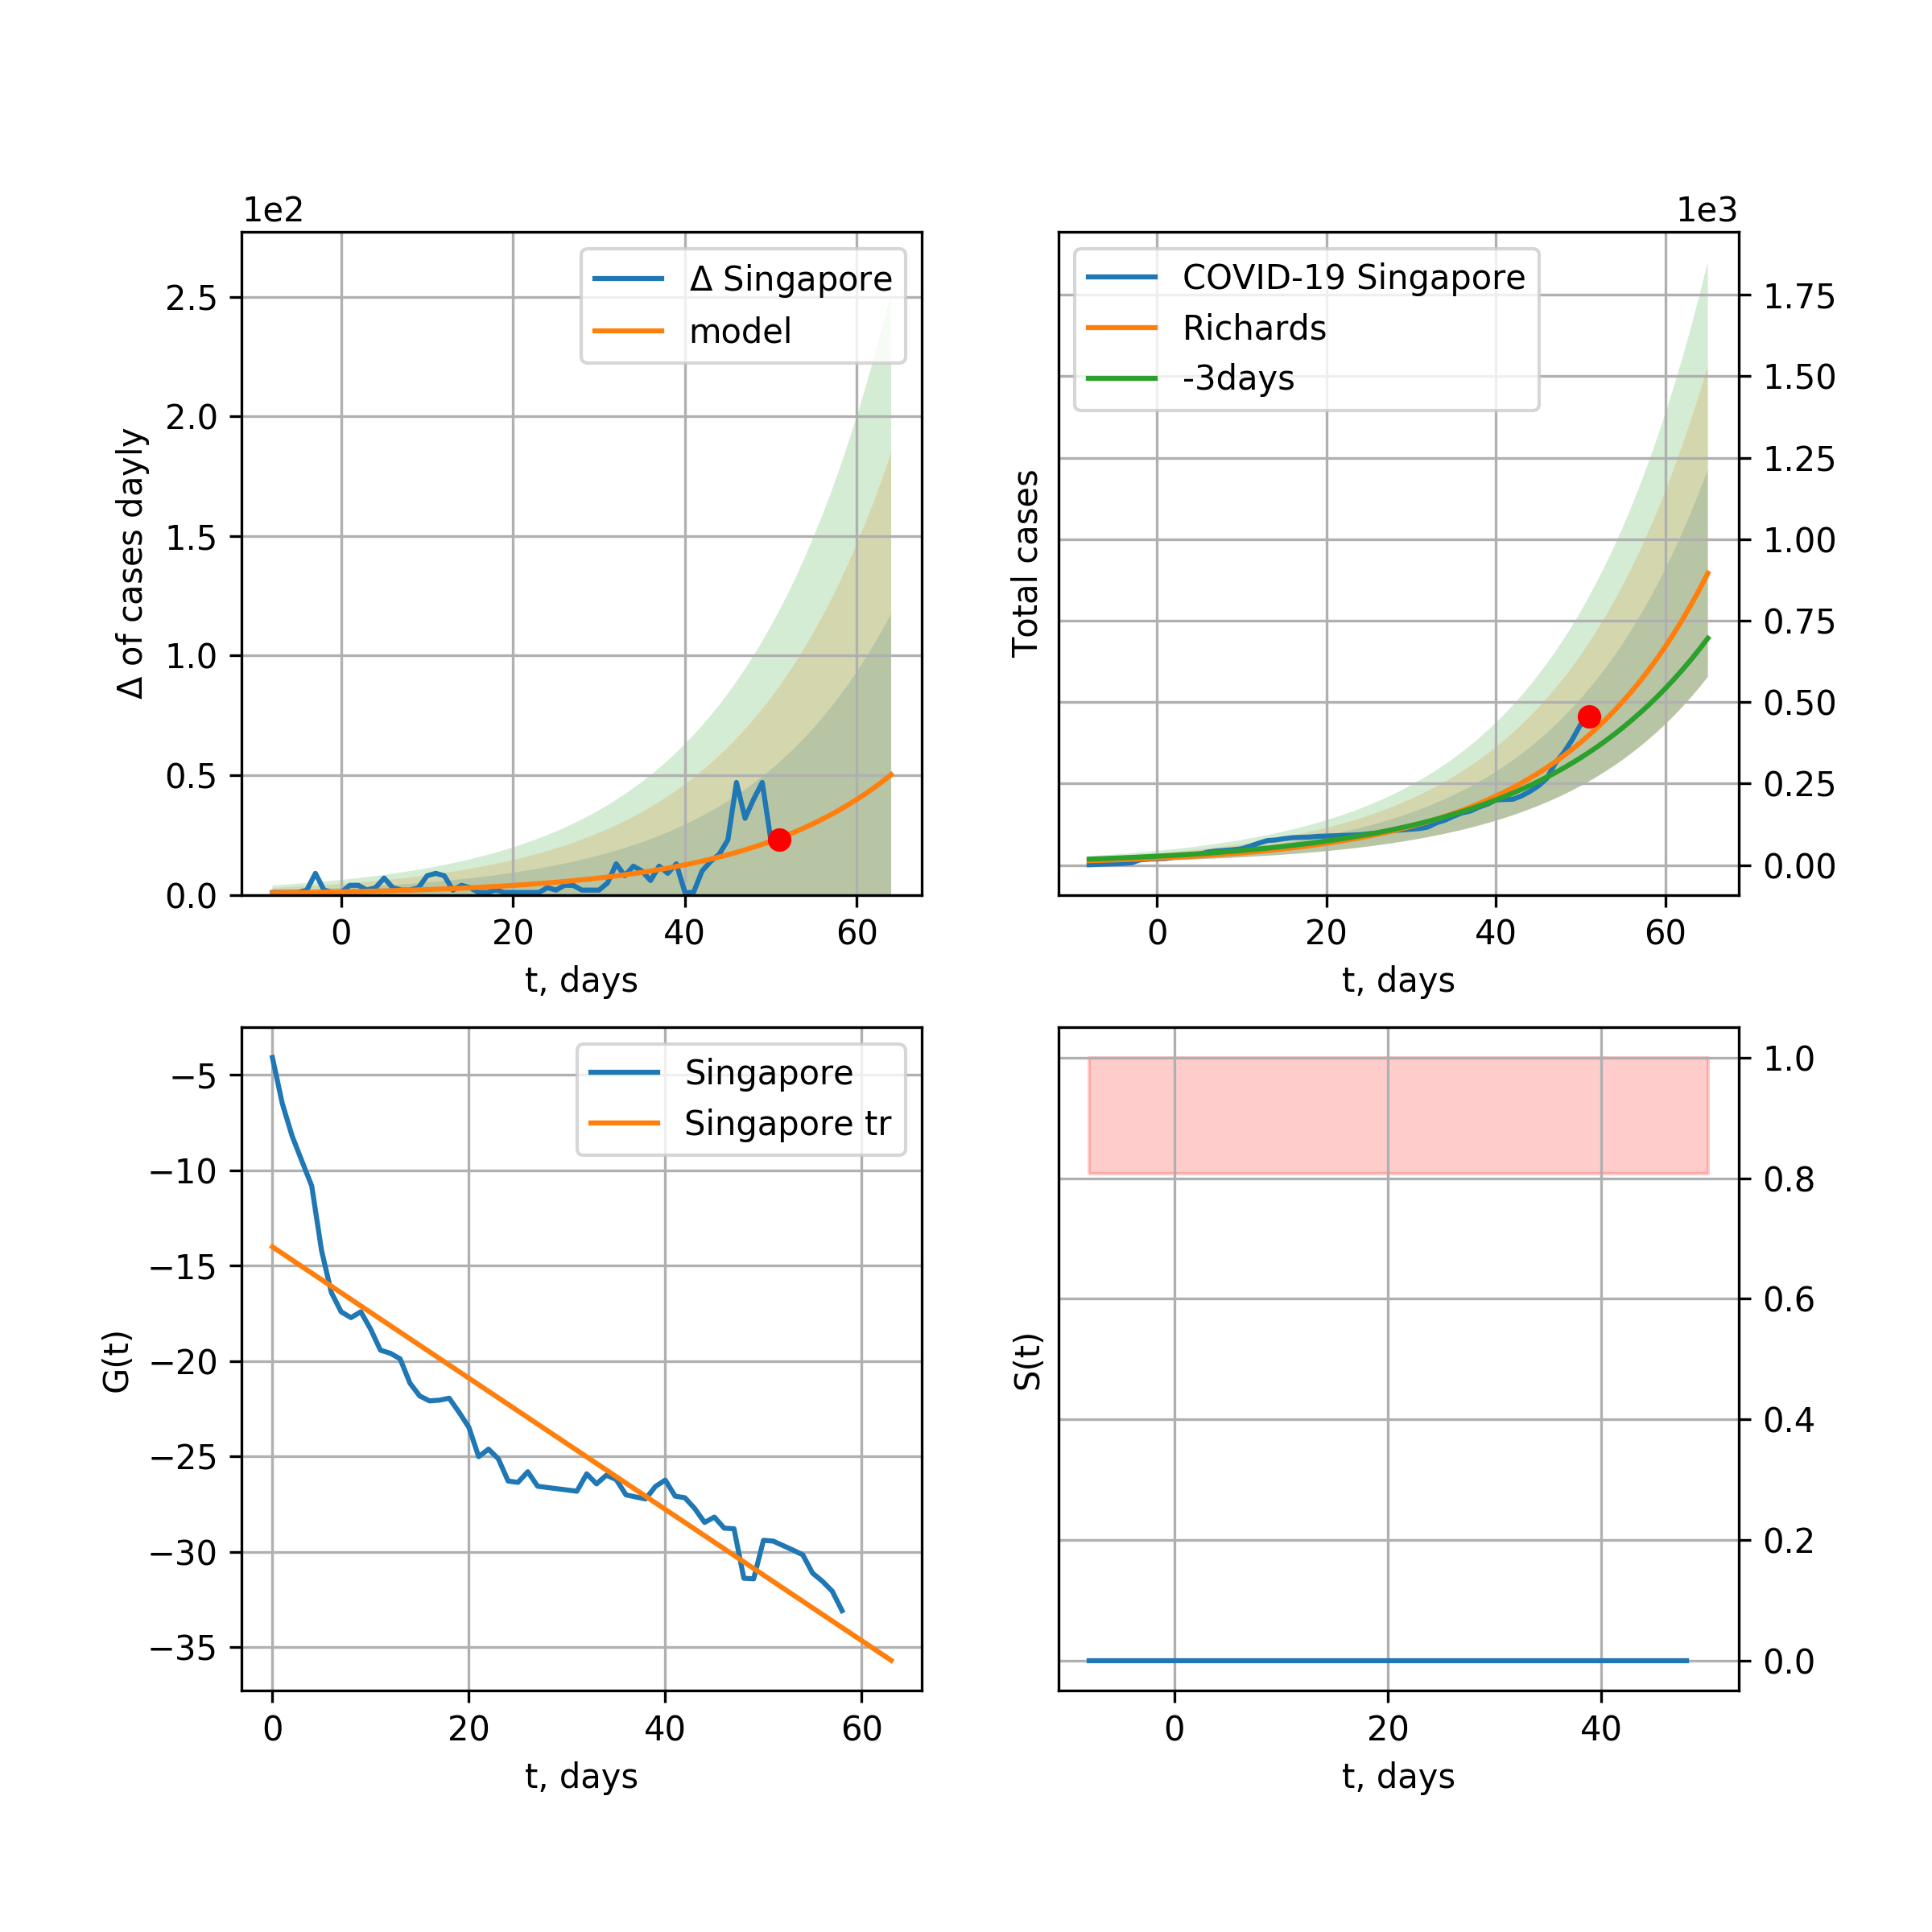 1e2
2.5
2.0
1.5
1.0
0.5
0.0
Δ of cases dayly
Δ Singapore
model
0 20 40 60
t, days
1e3
Total cases
COVID-19 Singapore
Richards
-3days
1.75
1.50
1.25
1.00
0.75
0.50
0.25
0.00
0 20 40 60
t, days
−5
−10
−15
−20
−25
−30
−35
G(t)
Singapore
Singapore tr
0 20 40 60
t, days
S(t)
1.0
0.8
0.6
0.4
0.2
0.0
0 20 40
t, days